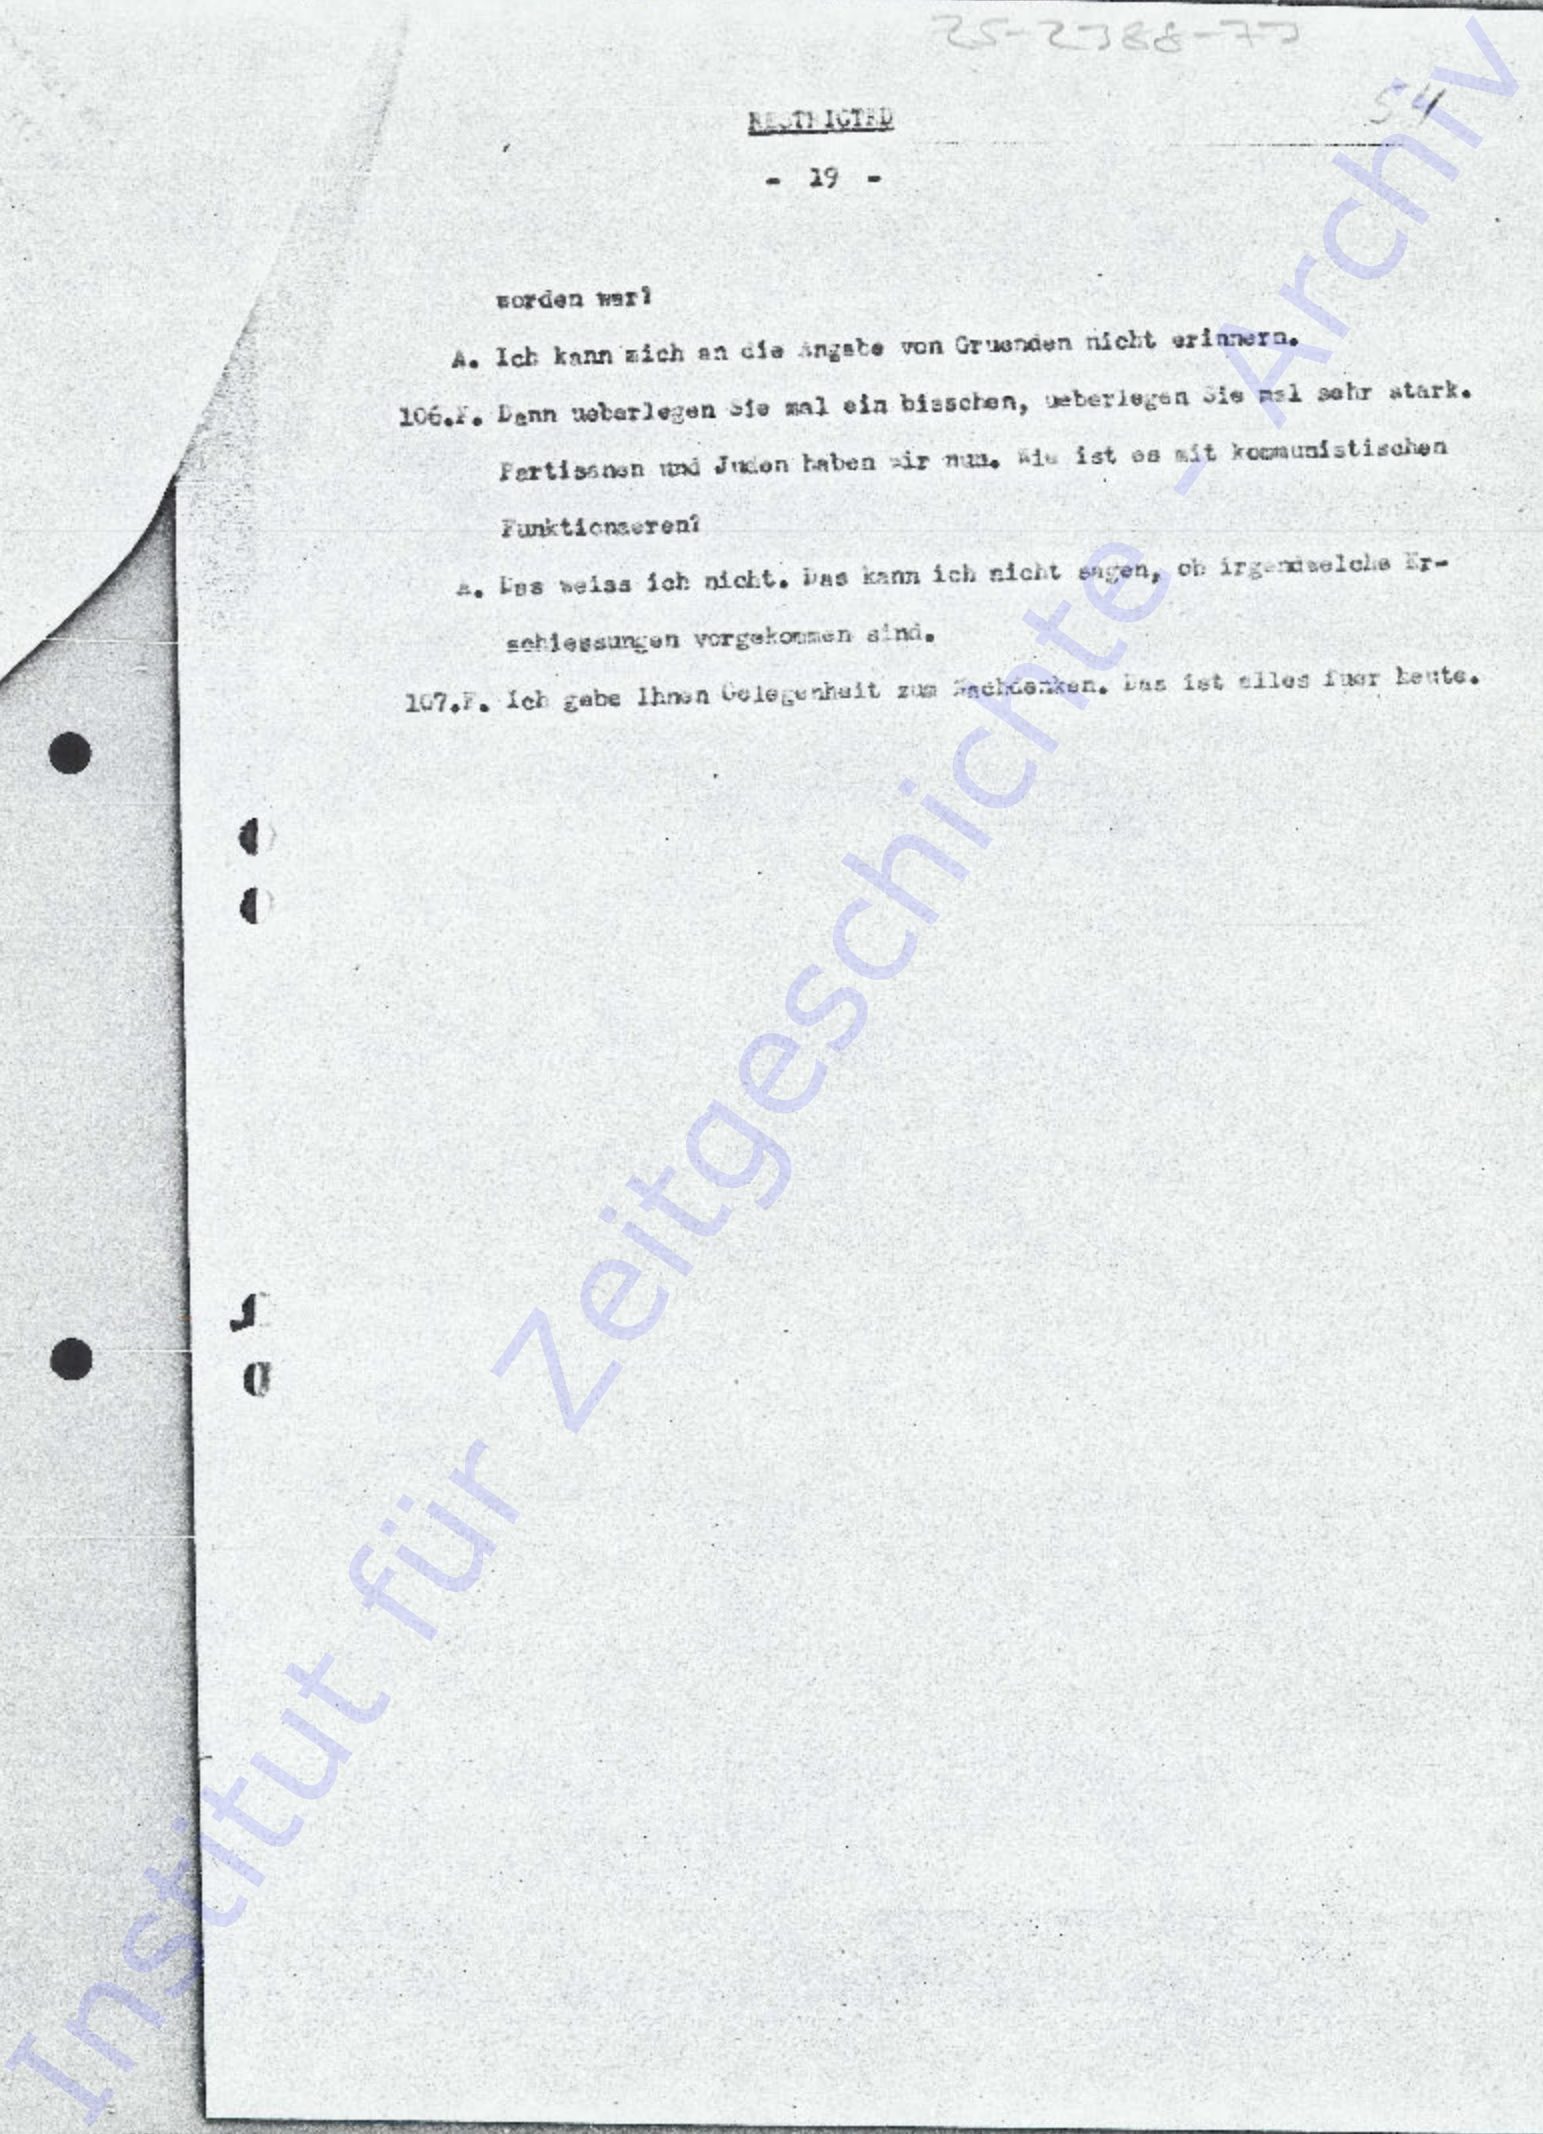 25-2388-77
54
RESTRICTED
- 19 -
worden war?
A. Ich kann mich an die Angabe von Gruenden nicht erinnern.
106.F. Dann ueberlegen Sie mal ein bisschen, ueberlegen Sie mal sehr stark.
Partisanen und Juden haben wir nun. Wie ist es mit kommunistischen
Funktionaeren?
A. Das weiss ich nicht. Das kann ich nicht sagen, ob irgendwelche Er-
schiessungen vorgekommen sind.
107.F. Ich gebe Ihnen Gelegenheit zum Nachdenken. Das ist alles fuer heute.
Institut für Zeitgeschichte - Archiv